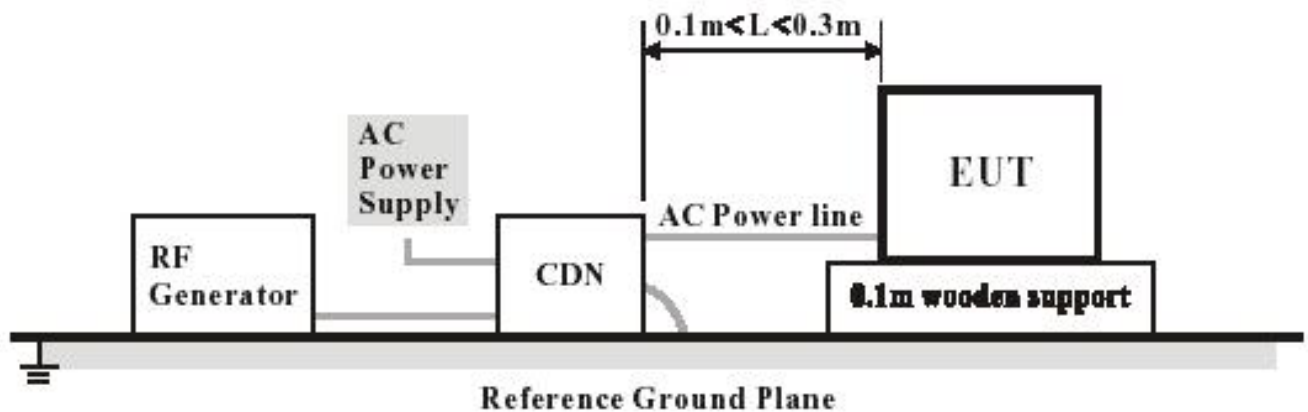 0.1m<L<0.3m
AC
Power
Supply
EUT
AC Power line
RF
Generator
CDN
0.1m wooden support
Reference Ground Plane